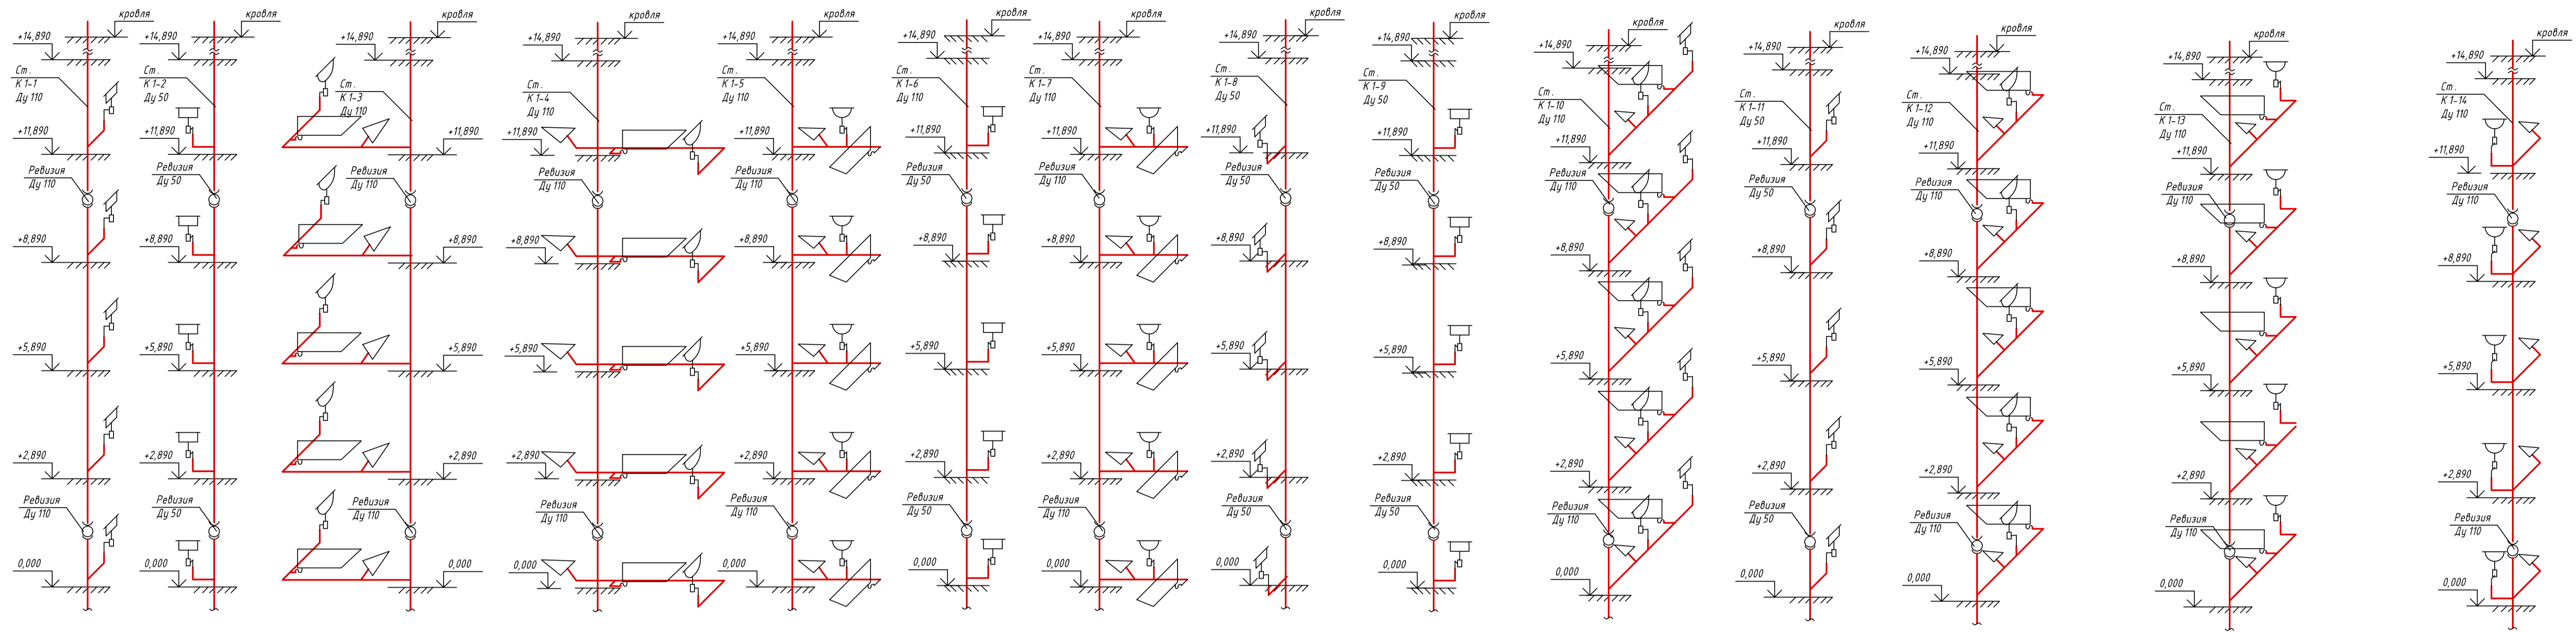 кровля
+14,890
Ст.
К 1-1
Ду 110
+11,890
Ревизия
Ду 110
+8,890
+5,890
+2,890
Ревизия
Ду 110
0,000
кровля
+14,890
Ст.
К 1-2
Ду 50
+11,890
Ревизия
Ду 50
+8,890
+5,890
+2,890
Ревизия
Ду 50
0,000
кровля
+14,890
Ст.
К 1-3
Ду 110
+11,890
Ревизия
Ду 110
+8,890
+5,890
+2,890
Ревизия
Ду 110
0,000
кровля
+14,890
Ст.
К 1-4
Ду 110
+11,890
Ревизия
Ду 110
+8,890
+5,890
+2,890
Ревизия
Ду 110
0,000
кровля
+14,890
Ст.
К 1-5
Ду 110
+11,890
Ревизия
Ду 110
+8,890
+5,890
+2,890
Ревизия
Ду 110
0,000
кровля
+14,890
Ст.
К 1-6
Ду 110
+11,890
Ревизия
Ду 50
+8,890
+5,890
+2,890
Ревизия
Ду 50
0,000
кровля
+14,890
Ст.
К 1-7
Ду 110
+11,890
Ревизия
Ду 110
+8,890
+5,890
+2,890
Ревизия
Ду 110
0,000
кровля
+14,890
Ст.
К 1-8
Ду 50
+11,890
Ревизия
Ду 50
+8,890
+5,890
+2,890
Ревизия
Ду 50
0,000
кровля
+14,890
Ст.
К 1-9
Ду 50
+11,890
Ревизия
Ду 50
+8,890
+5,890
+2,890
Ревизия
Ду 50
0,000
кровля
+14,890
Ст.
К 1-10
Ду 110
+11,890
Ревизия
Ду 110
+8,890
+5,890
+2,890
Ревизия
Ду 110
0,000
кровля
+14,890
Ст.
К 1-11
Ду 50
+11,890
Ревизия
Ду 50
+8,890
+5,890
+2,890
Ревизия
Ду 50
0,000
кровля
+14,890
Ст.
К 1-12
Ду 110
+11,890
Ревизия
Ду 110
+8,890
+5,890
+2,890
Ревизия
Ду 110
0,000
кровля
+14,890
Ст.
К 1-13
Ду 110
+11,890
Ревизия
Ду 110
+8,890
+5,890
+2,890
Ревизия
Ду 110
0,000
кровля
+14,890
Ст.
К 1-14
Ду 110
+11,890
Ревизия
Ду 110
+8,890
+5,890
+2,890
Ревизия
Ду 110
0,000